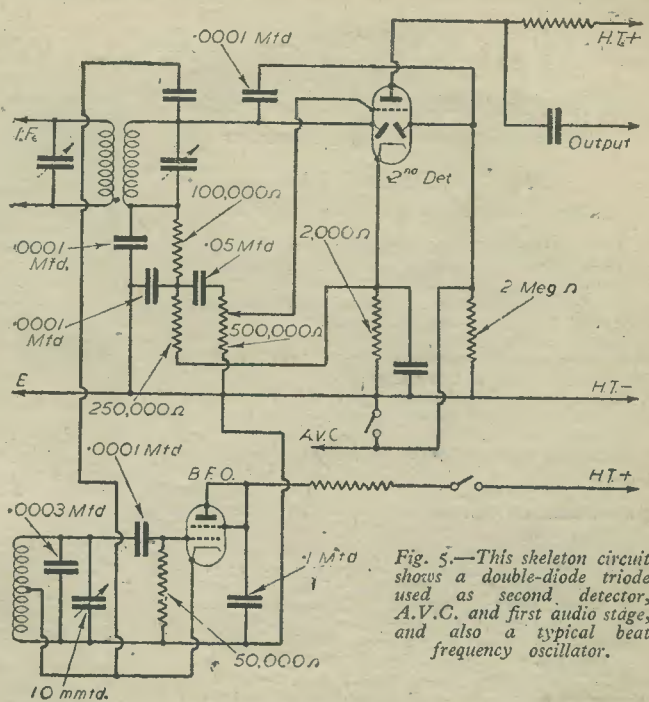 .0001 Mfd
H.T.+
I.F.
Output
2nd Det
100,000Ω
.05 Mfd
2,000Ω
.0001
Mfd.
2 Meg Ω
.0001
Mfd
500,000Ω
E
250,000Ω
H.T.-
A.V.C
.0001 Mfd
B.F.O.
H.T.+
.0003 Mfd
.1 Mfd
50,000Ω
10 mmfd.
Fig. 5.—This skeleton circuit
shows a double-diode triode
used as second detector,
A.V.C. and first audio stage,
and also a typical beat
frequency oscillator.